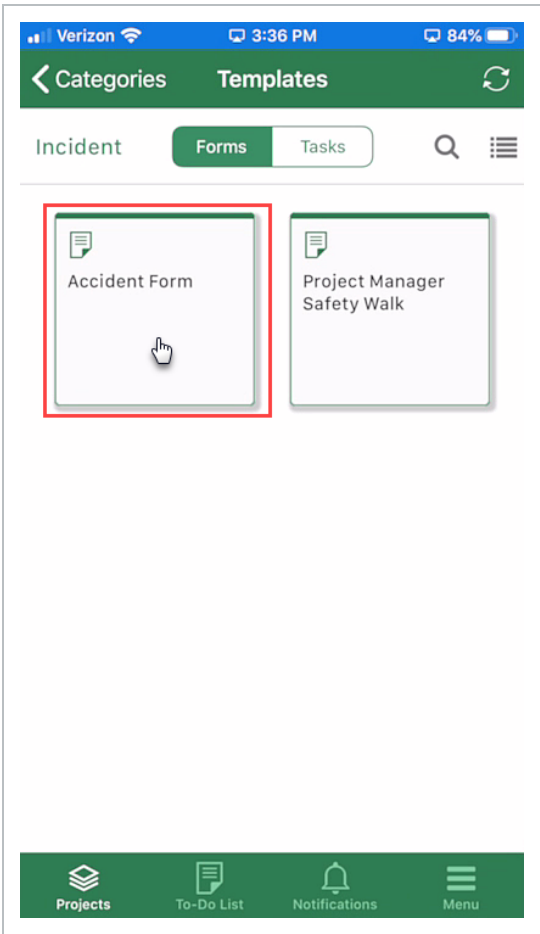 Verizon 3:36 PM 84%
Categories Templates
Incident Forms Tasks
Accident Form
Project Manager
Safety Walk
Projects To-Do List Notifications Menu